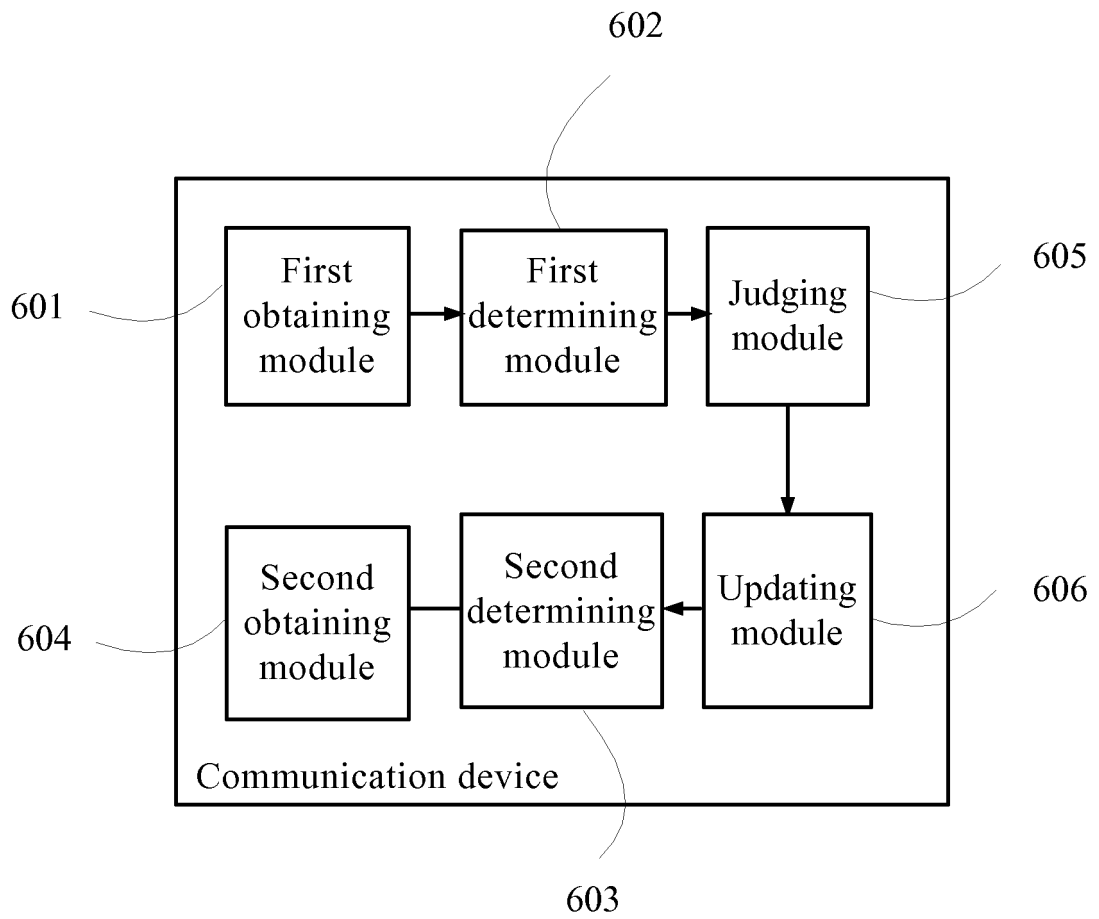 602
First
obtaining
module
First
determining
module
Judging
module
605
601
Second
obtaining
module
Second
determining
module
Updating
module
606
604
Communication device
603